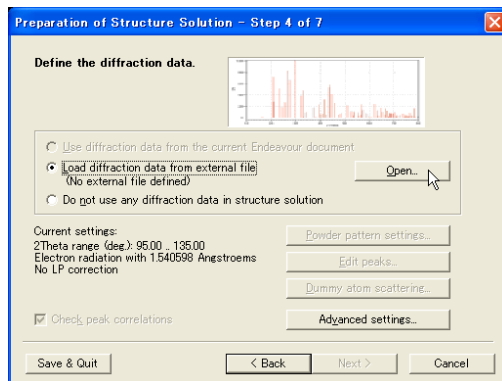 Preparation of Structure Solution - Step 4 of 7
Define the diffraction data.
Use diffraction data from the current Endeavour document
Load diffraction data from external file
(No external file defined)
Open...
Do not use any diffraction data in structure solution
Current settings:
2Theta range (deg.): 95.00 .. 135.00
Electron radiation with 1.540598 Angstroems
No LP correction
Powder pattern settings...
Edit peaks...
Dummy atom scattering...
Check peak correlations
Advanced settings...
Save & Quit
< Back
Next >
Cancel